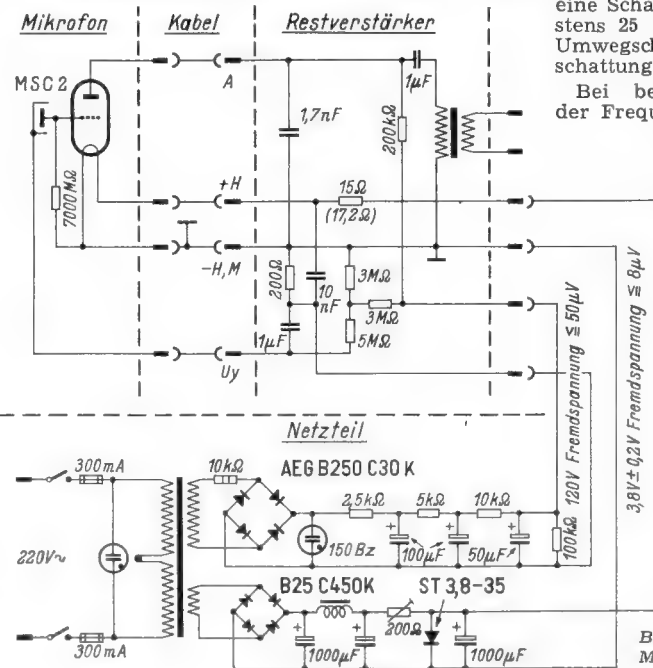 Mikrofon
Kabel
Restverstärker
eine Scha
stens 25
Umwegsch
schattung
Bei be
der Frequ
MSC2
A
1µF
1,7nF
200kΩ
7000MΩ
+H
15Ω
(17,2Ω)
-H,M
200Ω
10
nF
3MΩ
3MΩ
1µF
5MΩ
Uy
120V Fremdspannung ≤ 50µV
3,8V±0,2V Fremdspannung ≤ 8µV
Netzteil
300mA
10kΩ
AEG B250 C30 K
2,5kΩ
5kΩ
10kΩ
100kΩ
220V~
150 Bz
100µF
50µF
B25 C450K
ST 3,8-35
200Ω
300mA
1000µF
1000µF
B
M